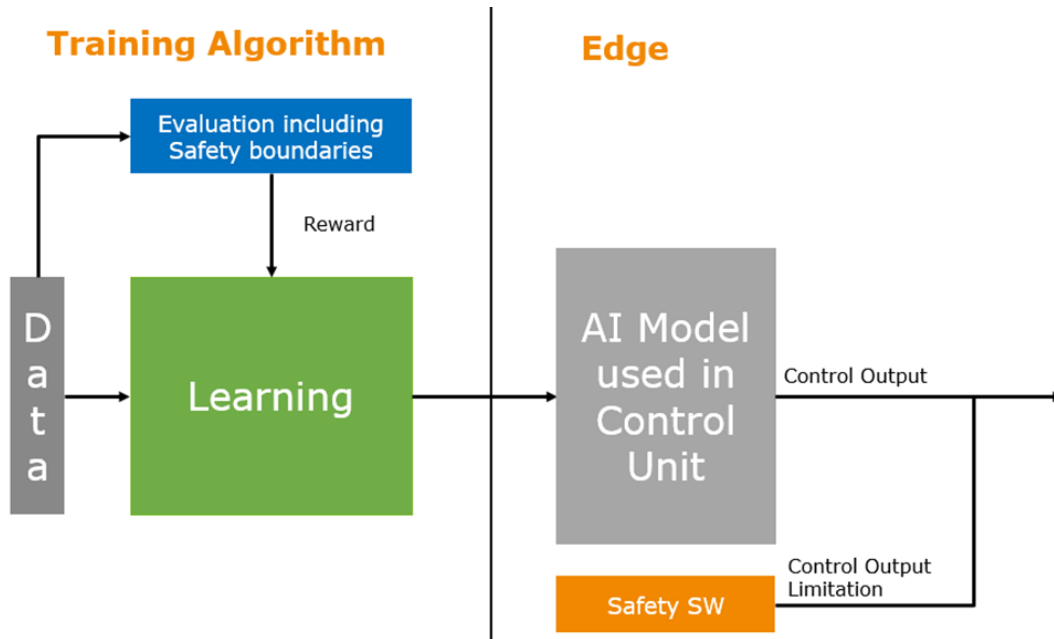 Training Algorithm
Edge
Evaluation including
Safety boundaries
Reward
D
a
t
a
Learning
AI Model
used in
Control
Unit
Control Output
Control Output
Limitation
Safety SW